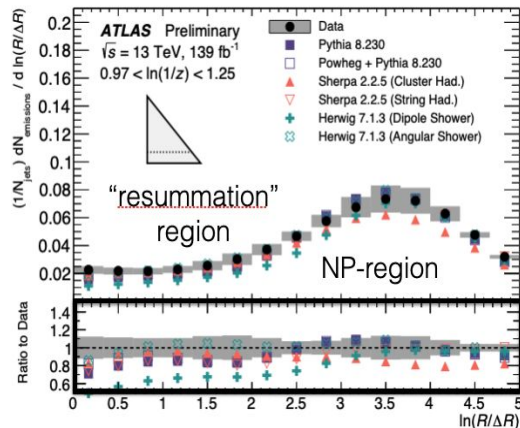 (1/N_jets) dN_emissions / d ln(R/ΔR)
0.2
0.18
0.16
0.14
0.12
0.1
0.08
0.06
0.04
0.02
ATLAS Preliminary
√s = 13 TeV, 139 fb⁻¹
0.97 < ln(1/z) < 1.25
Data
Pythia 8.230
Powheg + Pythia 8.230
Sherpa 2.2.5 (Cluster Had.)
Sherpa 2.2.5 (String Had.)
Herwig 7.1.3 (Dipole Shower)
Herwig 7.1.3 (Angular Shower)
“resummation”
region
NP-region
Ratio to Data
1.4
1.2
1
0.8
0.6
0 0.5 1 1.5 2 2.5 3 3.5 4 4.5 5
ln(R/ΔR)